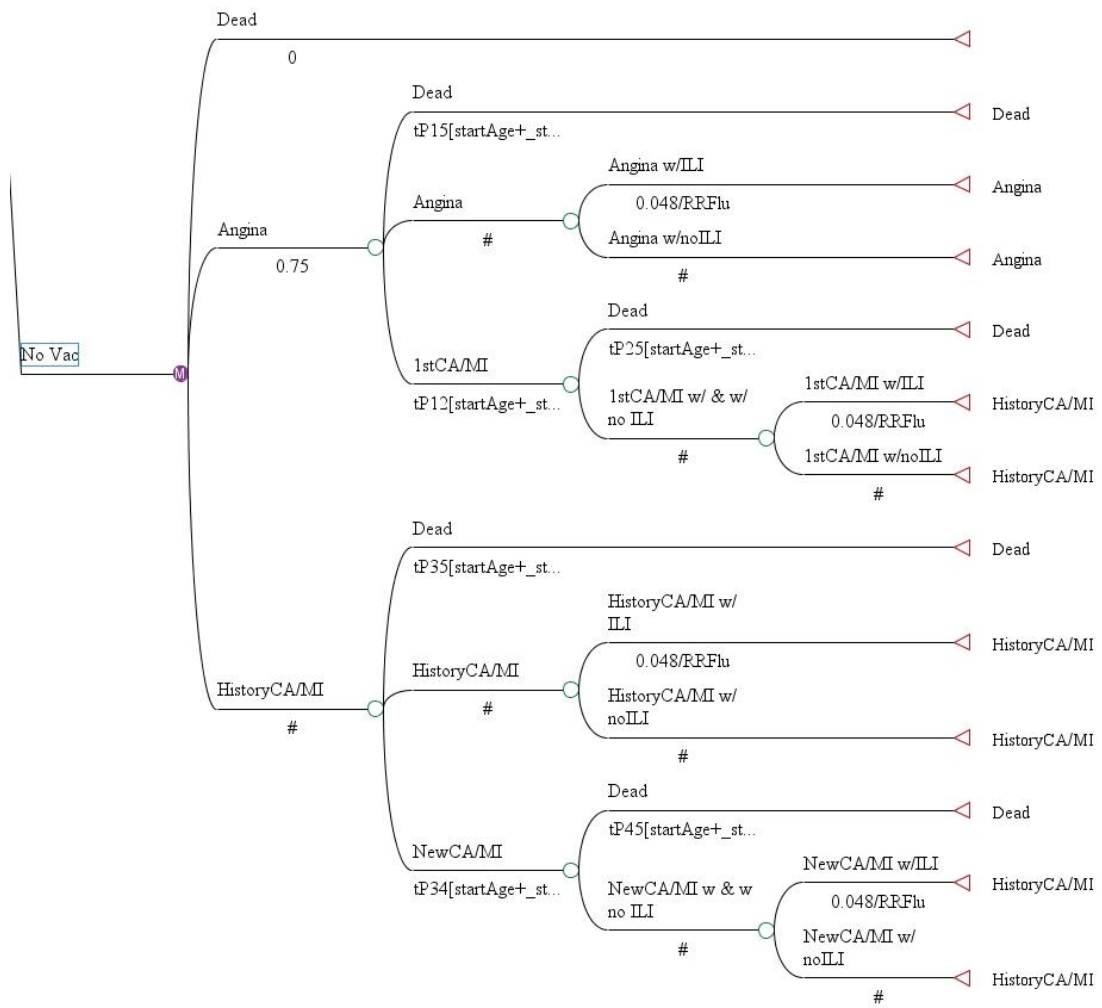 Dead
0
Dead
tP15[startAge+_st...
Dead
Angina w/ILI
0.048/RRFlu
Angina
Angina
#
Angina w/noILI
#
Angina
Angina
0.75
Dead
tP25[startAge+_st...
Dead
No Vac
M
1stCA/MI
tP12[startAge+_st...
1stCA/MI w/ & w/
no ILI
#
1stCA/MI w/ILI
0.048/RRFlu
HistoryCA/MI
1stCA/MI w/noILI
#
HistoryCA/MI
Dead
tP35[startAge+_st...
Dead
HistoryCA/MI w/
ILI
0.048/RRFlu
HistoryCA/MI
HistoryCA/MI
#
HistoryCA/MI
#
HistoryCA/MI w/
noILI
#
HistoryCA/MI
Dead
tP45[startAge+_st...
Dead
NewCA/MI
tP34[startAge+_st...
NewCA/MI w & w
no ILI
#
NewCA/MI w/ILI
0.048/RRFlu
HistoryCA/MI
NewCA/MI w/
noILI
#
HistoryCA/MI